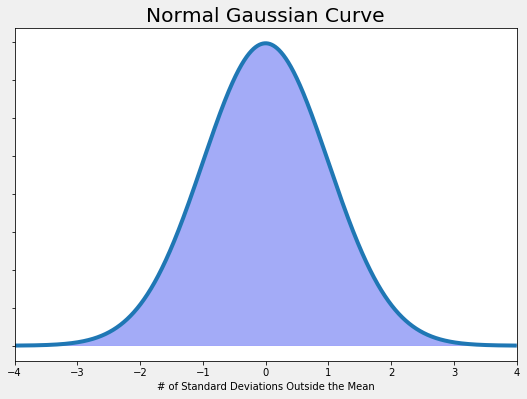 Normal Gaussian Curve
−4 −3 −2 −1 0 1 2 3 4
# of Standard Deviations Outside the Mean